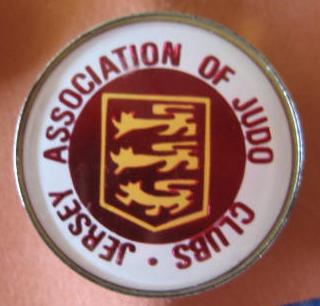 JERSEY ASSOCIATION OF JUDO CLUBS •